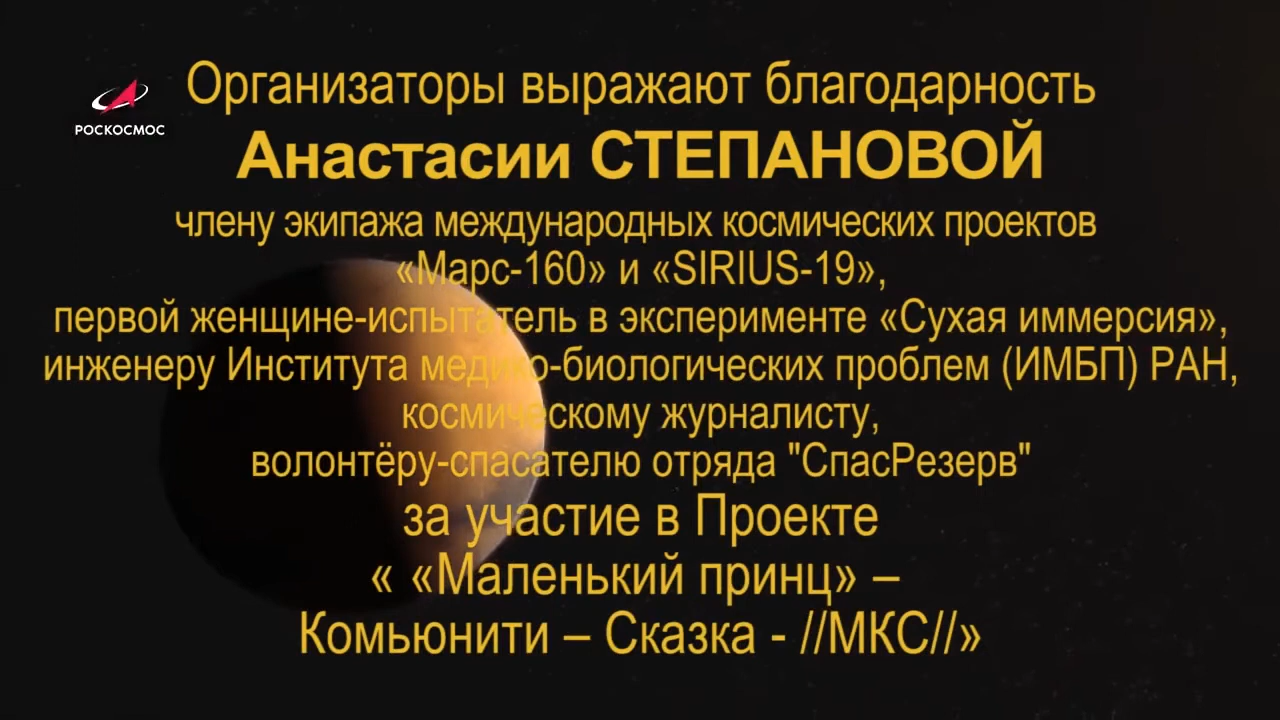 РОСКОСМОС
Организаторы выражают благодарность
Анастасии СТЕПАНОВОЙ
члену экипажа международных космических проектов
«Марс-160» и «SIRIUS-19»,
первой женщине-испытатель в эксперименте «Сухая иммерсия»,
инженеру Института медико-биологических проблем (ИМБП) РАН,
космическому журналисту,
волонтёру-спасателю отряда "СпасРезерв"
за участие в Проекте
« «Маленький принц» –
Комьюнити – Сказка - //МКС//»